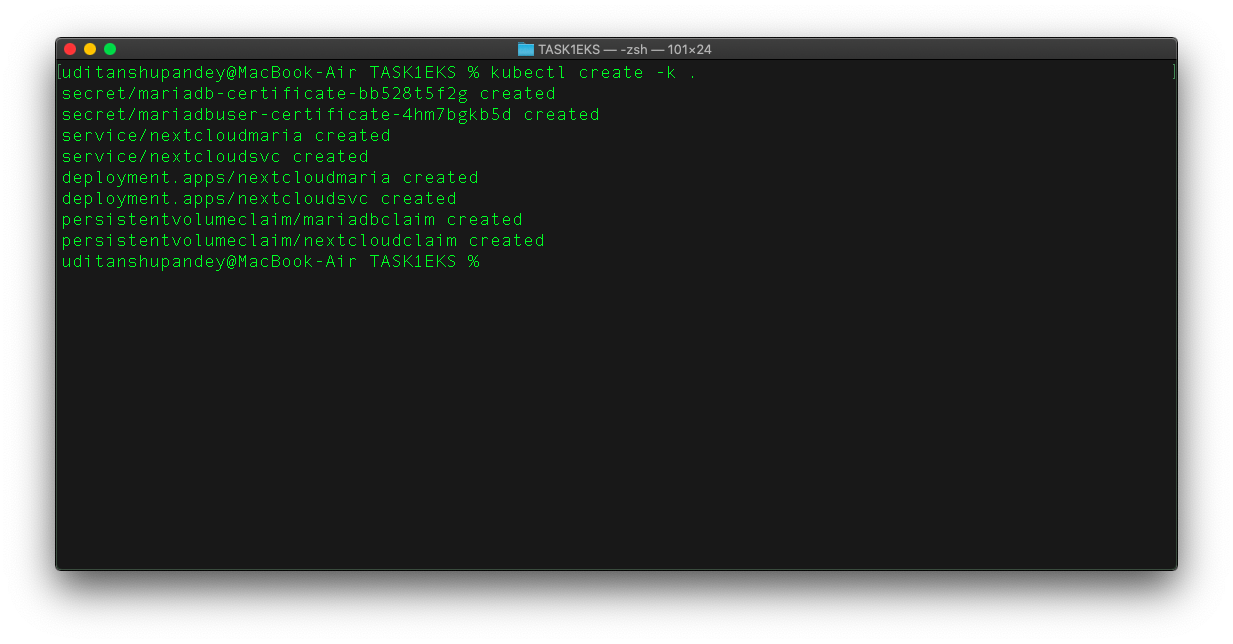 TASK1EKS — -zsh — 101×24
[uditanshupandey@MacBook-Air TASK1EKS % kubectl create -k . ]
secret/mariadb-certificate-bb528t5f2g created
secret/mariadbuser-certificate-4hm7bgkb5d created
service/nextcloudmaria created
service/nextcloudsvc created
deployment.apps/nextcloudmaria created
deployment.apps/nextcloudsvc created
persistentvolumeclaim/mariadbclaim created
persistentvolumeclaim/nextcloudclaim created
uditanshupandey@MacBook-Air TASK1EKS %